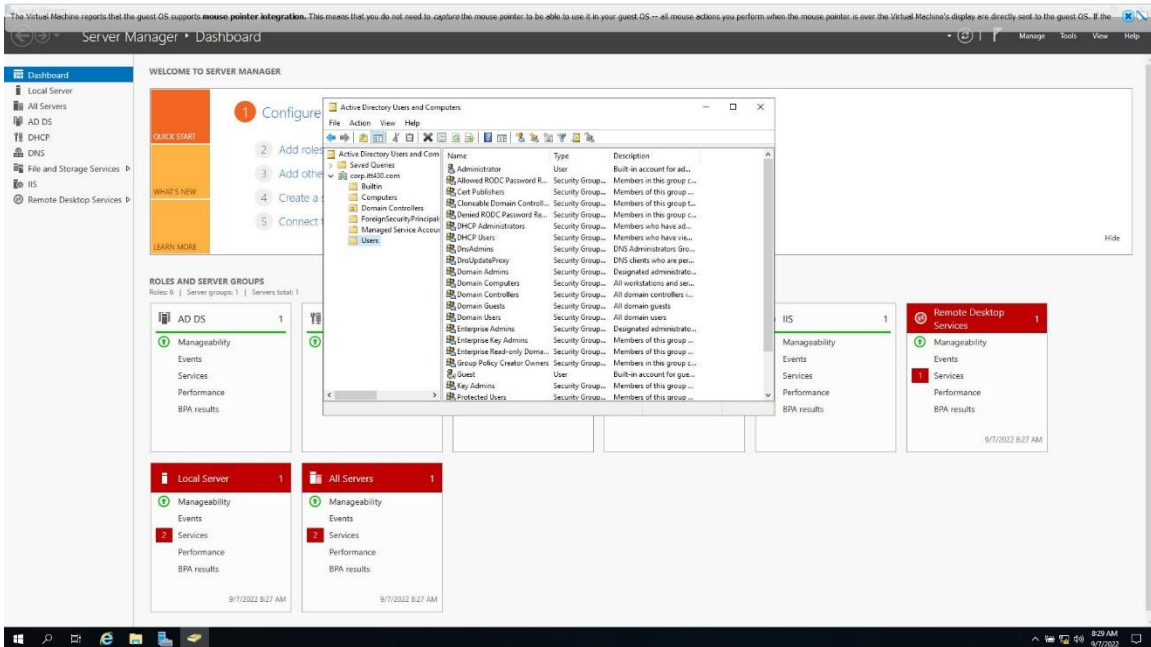 The Virtual Machine reports that the guest OS supports mouse pointer integration. This means that you do not need to capture the mouse pointer to be able to use it in your guest OS -- all mouse actions you perform when the mouse pointer is over the Virtual Machine's display are directly sent to the guest OS. If the
Server Manager • Dashboard
Manage Tools View Help
Dashboard
Local Server
All Servers
AD DS
DHCP
DNS
File and Storage Services
IIS
Remote Desktop Services
WELCOME TO SERVER MANAGER
QUICK START
WHAT'S NEW
LEARN MORE
1 Configure
2 Add roles
3 Add othe
4 Create a s
5 Connect t
Hide
Active Directory Users and Computers
File Action View Help
Active Directory Users and Com
Saved Queries
corp.itt430.com
Builtin
Computers
Domain Controllers
ForeignSecurityPrincipal
Managed Service Accour
Users
Name Type Description
Administrator User Built-in account for ad...
Allowed RODC Password R... Security Group... Members in this group c...
Cert Publishers Security Group... Members of this group ...
Cloneable Domain Controll... Security Group... Members of this group t...
Denied RODC Password Re... Security Group... Members in this group c...
DHCP Administrators Security Group... Members who have ad...
DHCP Users Security Group... Members who have vie...
DnsAdmins Security Group... DNS Administrators Gro...
DnsUpdateProxy Security Group... DNS clients who are per...
Domain Admins Security Group... Designated administrato...
Domain Computers Security Group... All workstations and ser...
Domain Controllers Security Group... All domain controllers i...
Domain Guests Security Group... All domain guests
Domain Users Security Group... All domain users
Enterprise Admins Security Group... Designated administrato...
Enterprise Key Admins Security Group... Members of this group ...
Enterprise Read-only Doma... Security Group... Members of this group ...
Group Policy Creator Owners Security Group... Members in this group c...
Guest User Built-in account for gue...
Key Admins Security Group... Members of this group ...
Protected Users Security Group... Members of this group ...
ROLES AND SERVER GROUPS
Roles: 6 | Server groups: 1 | Servers total: 1
AD DS 1
Manageability
Events
Services
Performance
BPA results
IIS 1
Manageability
Events
Services
Performance
BPA results
Remote Desktop Services 1
Manageability
Events
1 Services
Performance
BPA results
9/7/2022 8:27 AM
Local Server 1
Manageability
Events
2 Services
Performance
BPA results
9/7/2022 8:27 AM
All Servers 1
Manageability
Events
2 Services
Performance
BPA results
9/7/2022 8:27 AM
8:29 AM
9/7/2022